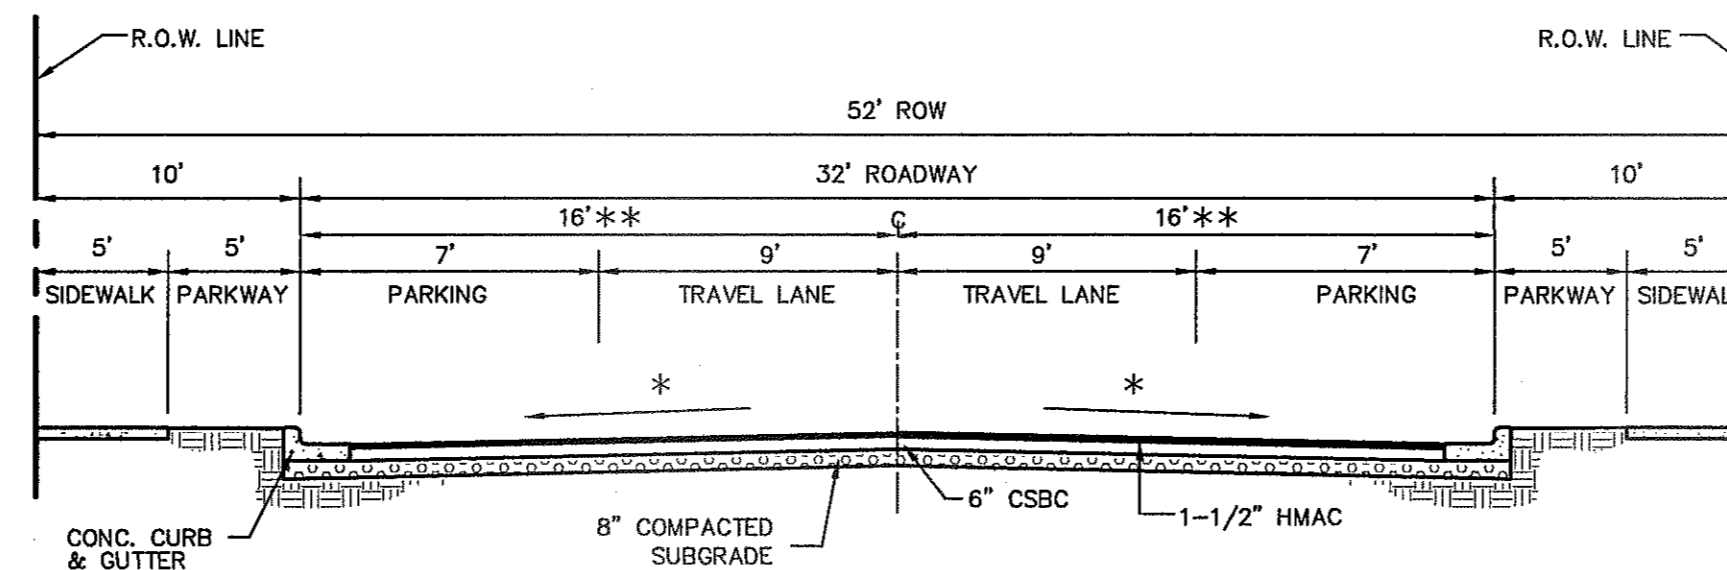 R.O.W. LINE
R.O.W. LINE
52' ROW
10'
32' ROADWAY
10'
16'**
℄
16'**
5'
5'
7'
9'
9'
7'
5'
5'
SIDEWALK
PARKWAY
PARKING
TRAVEL LANE
TRAVEL LANE
PARKING
PARKWAY
SIDEWAL
*
*
6" CSBC
1-1/2" HMAC
8" COMPACTED
SUBGRADE
CONC. CURB
& GUTTER